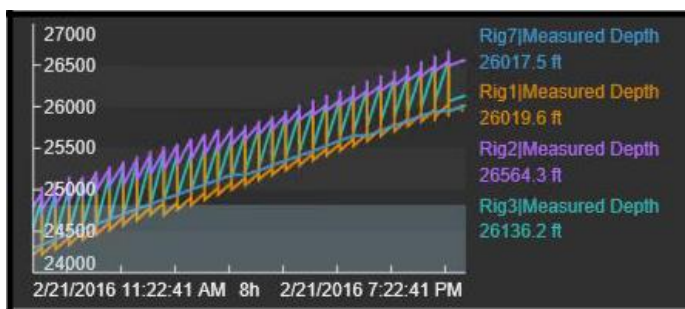 27000
26500
26000
25500
25000
24500
24000
2/21/2016 11:22:41 AM 8h 2/21/2016 7:22:41 PM
Rig7|Measured Depth
26017.5 ft
Rig1|Measured Depth
26019.6 ft
Rig2|Measured Depth
26564.3 ft
Rig3|Measured Depth
26136.2 ft